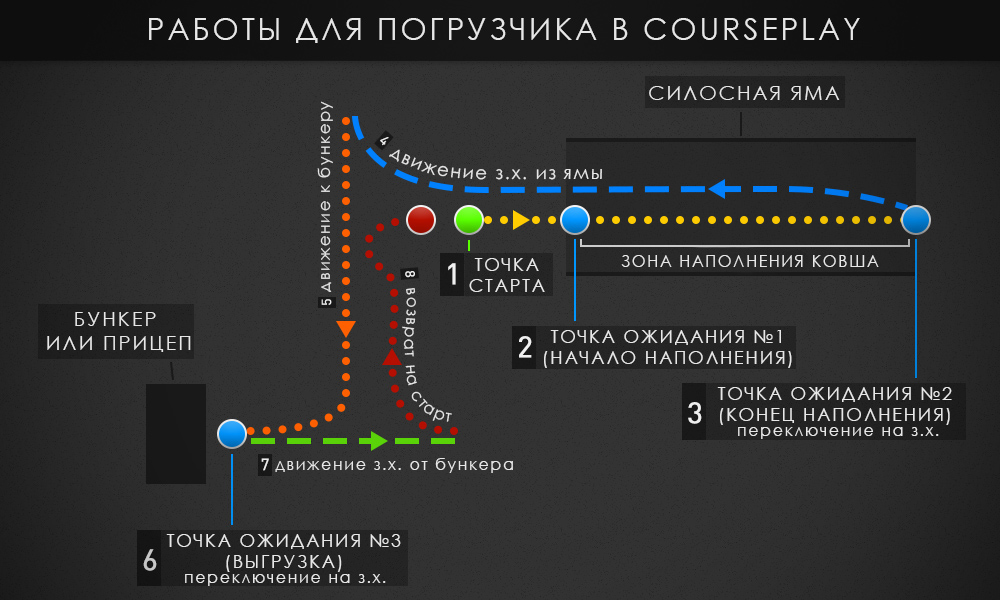 РАБОТЫ ДЛЯ ПОГРУЗЧИКА В COURSEPLAY
СИЛОСНАЯ ЯМА
4 движение з.х. из ямы
5 движение к бункеру
ЗОНА НАПОЛНЕНИЯ КОВША
1 ТОЧКА
СТАРТА
8 возврат на старт
БУНКЕР
ИЛИ ПРИЦЕП
2 ТОЧКА ОЖИДАНИЯ №1
(НАЧАЛО НАПОЛНЕНИЯ)
3 ТОЧКА ОЖИДАНИЯ №2
(КОНЕЦ НАПОЛНЕНИЯ)
переключение на з.х.
7 движение з.х. от бункера
6 ТОЧКА ОЖИДАНИЯ №3
(ВЫГРУЗКА)
переключение на з.х.